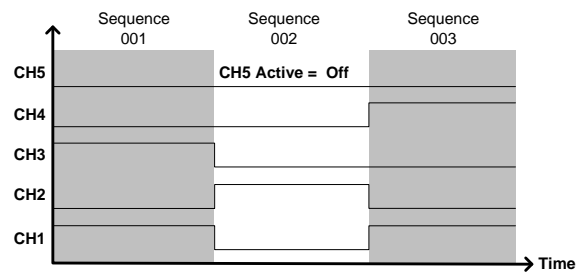 Sequence
001
Sequence
002
Sequence
003
CH5
CH5 Active = Off
CH4
CH3
CH2
CH1
Time